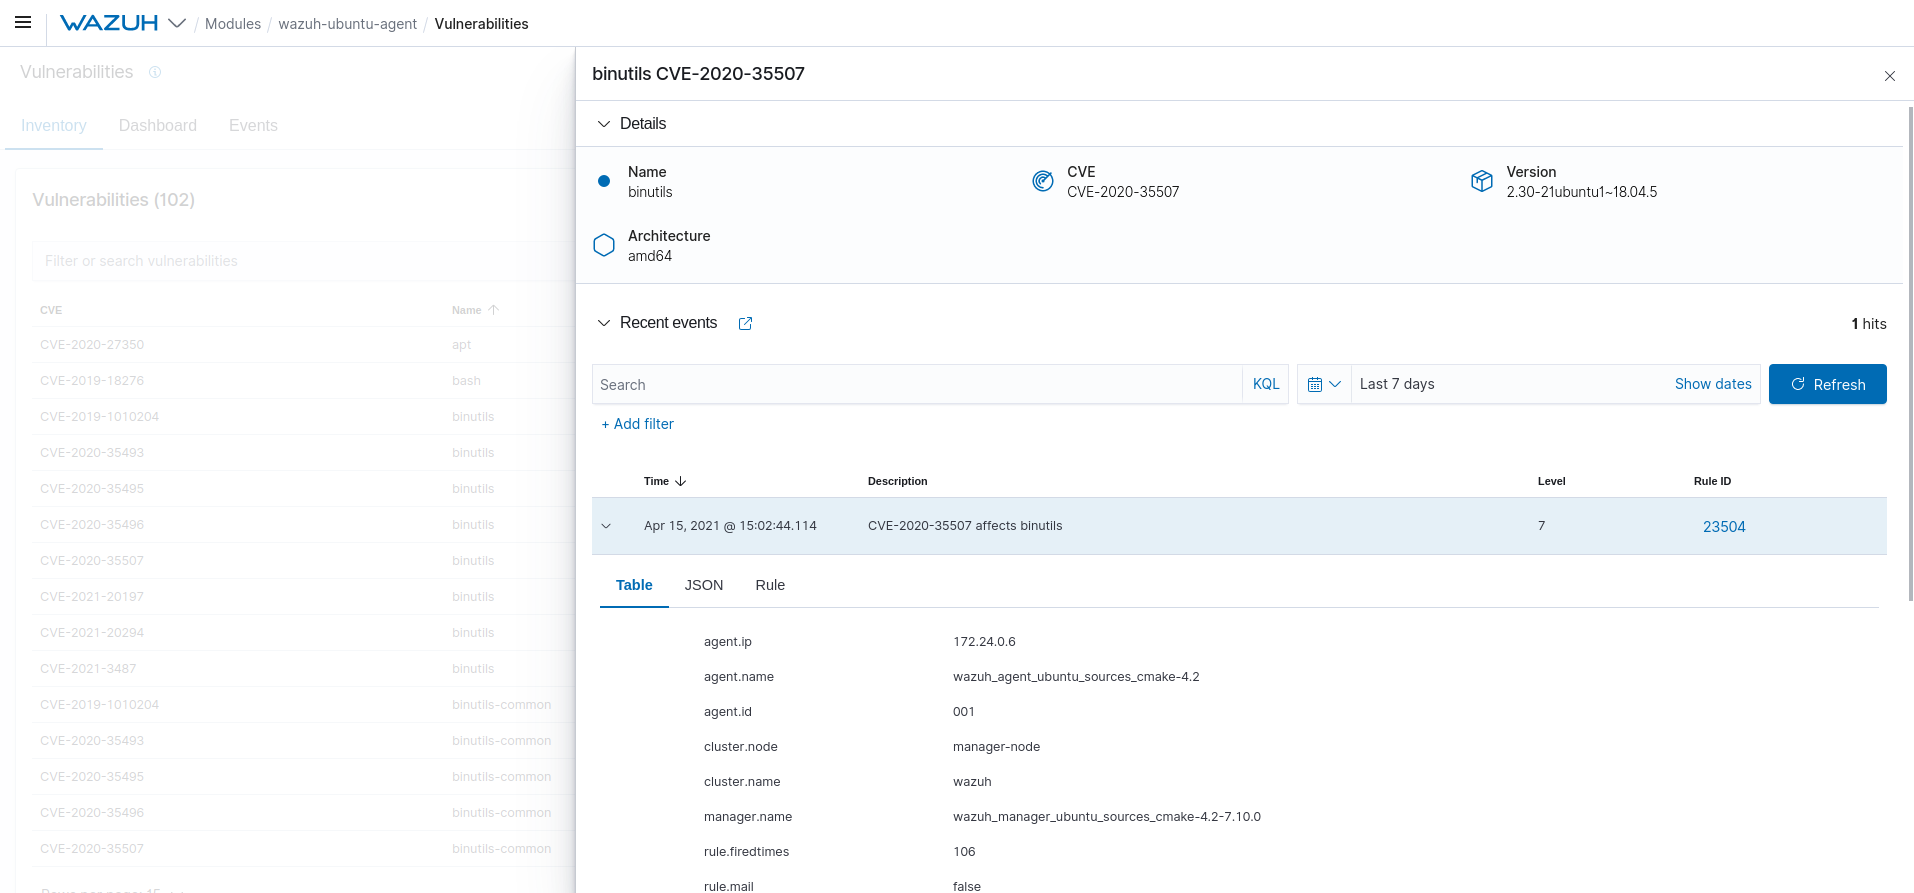 WAZUH / Modules / wazuh-ubuntu-agent / Vulnerabilities
Vulnerabilities
Inventory Dashboard Events
Vulnerabilities (102)
Filter or search vulnerabilities
CVE Name
CVE-2020-27350 apt
CVE-2019-18276 bash
CVE-2019-1010204 binutils
CVE-2020-35493 binutils
CVE-2020-35495 binutils
CVE-2020-35496 binutils
CVE-2020-35507 binutils
CVE-2021-20197 binutils
CVE-2021-20294 binutils
CVE-2021-3487 binutils
CVE-2019-1010204 binutils-common
CVE-2020-35493 binutils-common
CVE-2020-35495 binutils-common
CVE-2020-35496 binutils-common
CVE-2020-35507 binutils-common
Rows per page: 15
binutils CVE-2020-35507
Details
Name
binutils
CVE
CVE-2020-35507
Version
2.30-21ubuntu1~18.04.5
Architecture
amd64
Recent events
1 hits
Search KQL Last 7 days Show dates Refresh
+ Add filter
Time Description Level Rule ID
Apr 15, 2021 @ 15:02:44.114 CVE-2020-35507 affects binutils 7 23504
Table JSON Rule
agent.ip 172.24.0.6
agent.name wazuh_agent_ubuntu_sources_cmake-4.2
agent.id 001
cluster.node manager-node
cluster.name wazuh
manager.name wazuh_manager_ubuntu_sources_cmake-4.2-7.10.0
rule.firedtimes 106
rule.mail false